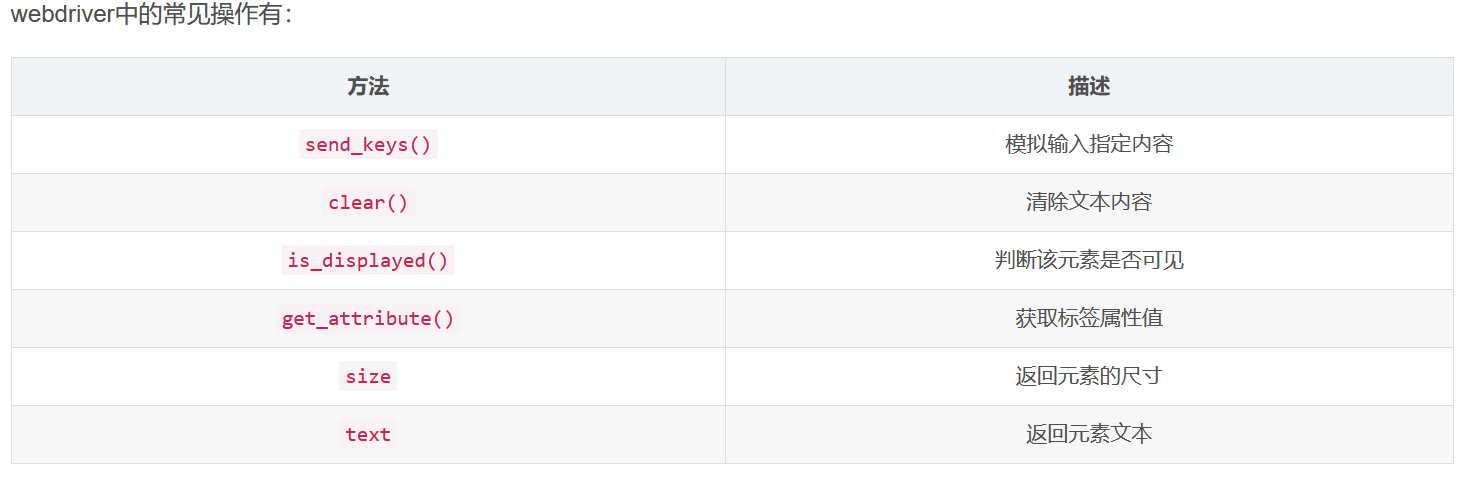 webdriver中的常见操作有：
方法 描述
send_keys() 模拟输入指定内容
clear() 清除文本内容
is_displayed() 判断该元素是否可见
get_attribute() 获取标签属性值
size 返回元素的尺寸
text 返回元素文本